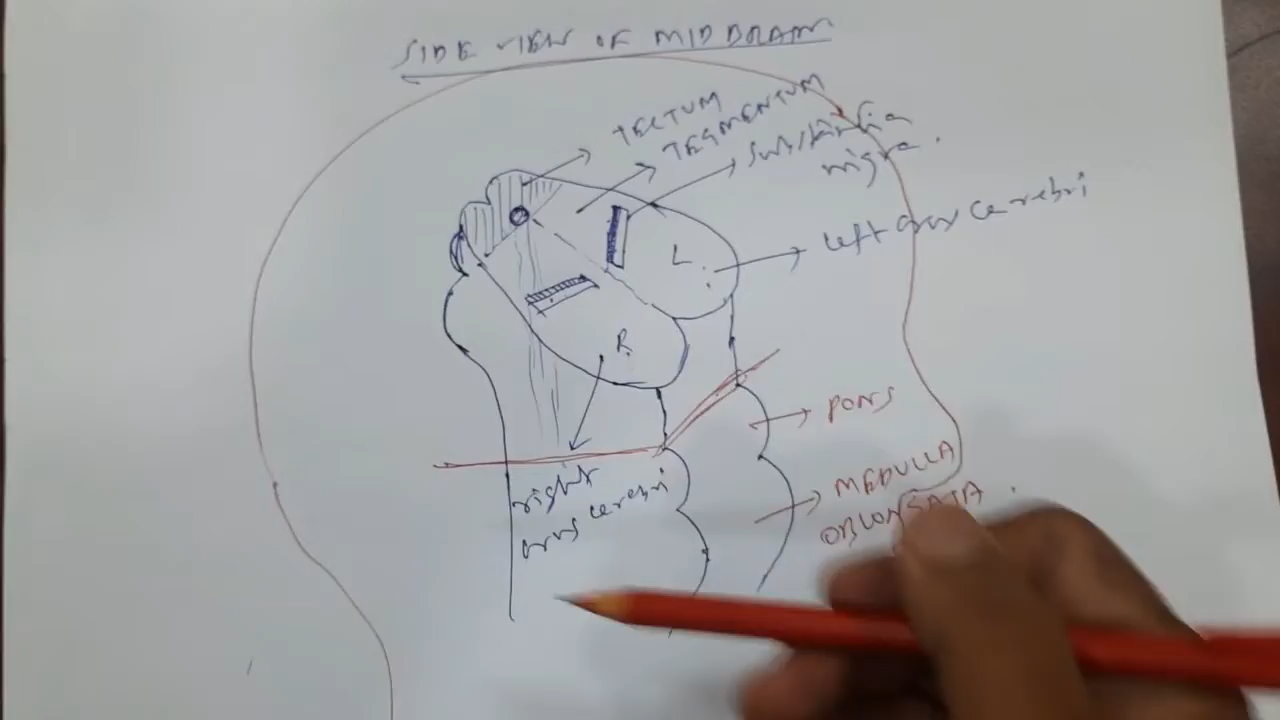 SIDE VIEW OF MIDBRAIN
TECTUM
TEGMENTUM
Substantia
nigra.
L
left crus cerebri
R
PONS
right
crus cerebri
MEDULLA
OBLONGATA